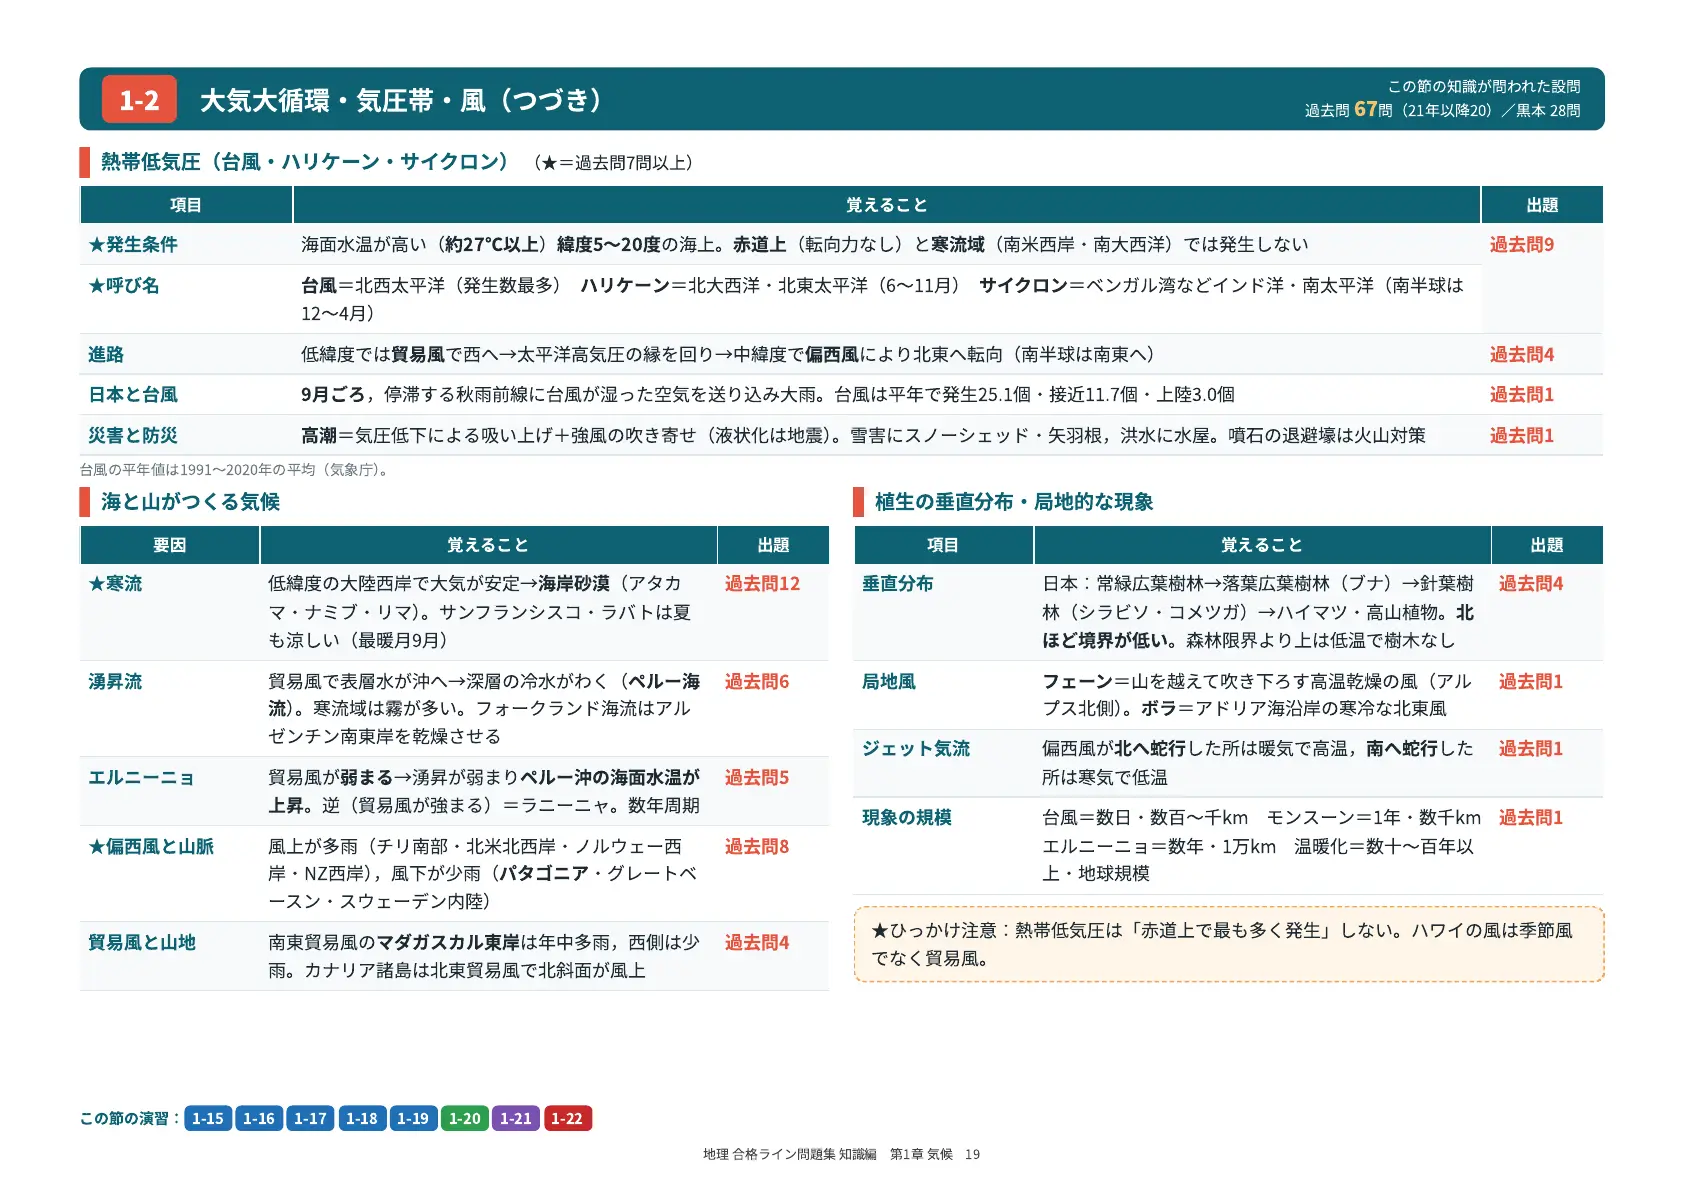 1-2 大気大循環・気圧帯・風（つづき）
この節の知識が問われた設問
過去問 67問（21年以降20）／黒本 28問
熱帯低気圧（台風・ハリケーン・サイクロン）（★＝過去問7問以上）
項目 覚えること 出題
★発生条件 海面水温が高い（約27℃以上）緯度5〜20度の海上。赤道上（転向力なし）と寒流域（南米西岸・南大西洋）では発生しない 過去問9
★呼び名 台風＝北西太平洋（発生数最多） ハリケーン＝北大西洋・北東太平洋（6〜11月） サイクロン＝ベンガル湾などインド洋・南太平洋（南半球は
12〜4月）
進路 低緯度では貿易風で西へ→太平洋高気圧の縁を回り→中緯度で偏西風により北東へ転向（南半球は南東へ） 過去問4
日本と台風 9月ごろ，停滞する秋雨前線に台風が湿った空気を送り込み大雨。台風は平年で発生25.1個・接近11.7個・上陸3.0個 過去問1
災害と防災 高潮＝気圧低下による吸い上げ＋強風の吹き寄せ（液状化は地震）。雪害にスノーシェッド・矢羽根，洪水に水屋。噴石の退避壕は火山対策 過去問1
台風の平年値は1991〜2020年の平均（気象庁）。
海と山がつくる気候
要因 覚えること 出題
★寒流 低緯度の大陸西岸で大気が安定→海岸砂漠（アタカ 過去問12
マ・ナミブ・リマ）。サンフランシスコ・ラバトは夏
も涼しい（最暖月9月）
湧昇流 貿易風で表層水が沖へ→深層の冷水がわく（ペルー海 過去問6
流）。寒流域は霧が多い。フォークランド海流はアル
ゼンチン南東岸を乾燥させる
エルニーニョ 貿易風が弱まる→湧昇が弱まりペルー沖の海面水温が 過去問5
上昇。逆（貿易風が強まる）＝ラニーニャ。数年周期
★偏西風と山脈 風上が多雨（チリ南部・北米北西岸・ノルウェー西 過去問8
岸・NZ西岸），風下が少雨（パタゴニア・グレートベ
ースン・スウェーデン内陸）
貿易風と山地 南東貿易風のマダガスカル東岸は年中多雨，西側は少 過去問4
雨。カナリア諸島は北東貿易風で北斜面が風上
植生の垂直分布・局地的な現象
項目 覚えること 出題
垂直分布 日本：常緑広葉樹林→落葉広葉樹林（ブナ）→針葉樹 過去問4
林（シラビソ・コメツガ）→ハイマツ・高山植物。北
ほど境界が低い。森林限界より上は低温で樹木なし
局地風 フェーン＝山を越えて吹き下ろす高温乾燥の風（アル 過去問1
プス北側）。ボラ＝アドリア海沿岸の寒冷な北東風
ジェット気流 偏西風が北へ蛇行した所は暖気で高温，南へ蛇行した 過去問1
所は寒気で低温
現象の規模 台風＝数日・数百〜千km モンスーン＝1年・数千km 過去問1
エルニーニョ＝数年・1万km 温暖化＝数十〜百年以
上・地球規模
★ひっかけ注意：熱帯低気圧は「赤道上で最も多く発生」しない。ハワイの風は季節風
でなく貿易風。
この節の演習： 1-15 1-16 1-17 1-18 1-19 1-20 1-21 1-22
地理 合格ライン問題集 知識編 第1章 気候 19